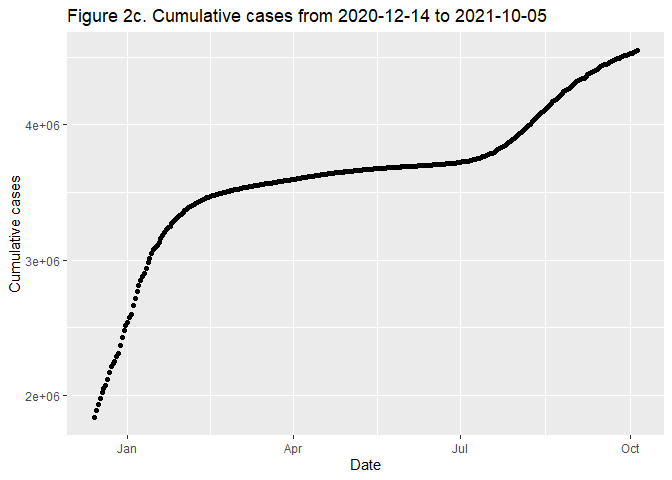 Figure 2c. Cumulative cases from 2020-12-14 to 2021-10-05
Cumulative cases
4e+06
3e+06
2e+06
Jan Apr Jul Oct
Date